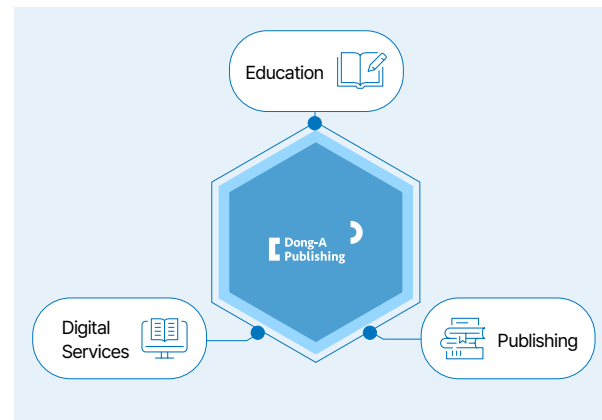 Education
Dong-A
Publishing
Digital
Services
Publishing